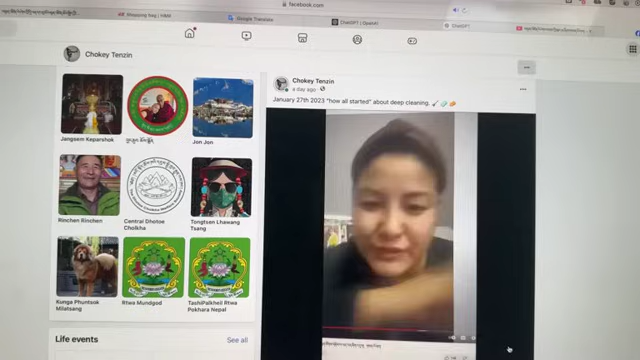 facebook.com
Shopping bag | H&M
Google Translate
ChatGPT | OpenAI
ChatGPT
Chokey Tenzin
Jangsem Keparshok
Jon Jon
Rinchen Rinchen
Central Dhotoe Cholkha
Tongtsen Lhawang Tsang
Kunga Phuntsok Milatsang
Rtwa Mundgod
TashiPalkheil Rtwa Pokhara Nepal
Life events
See all
Chokey Tenzin
a day ago
January 27th 2023 "how all started" about deep cleaning.